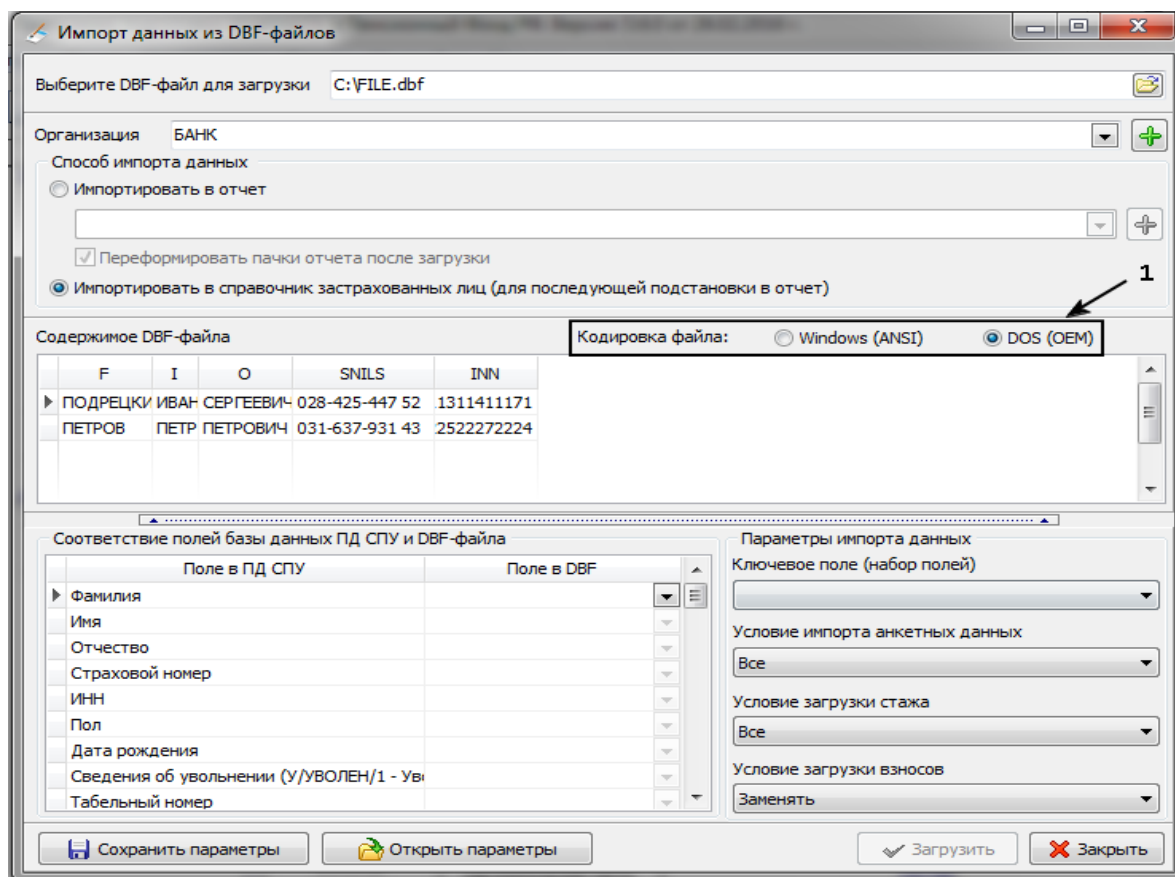 Импорт данных из DBF-файлов
Выберите DBF-файл для загрузки C:\FILE.dbf
Организация БАНК
Способ импорта данных
Импортировать в отчет
Переформировать пачки отчета после загрузки
Импортировать в справочник застрахованных лиц (для последующей подстановки в отчет)
1
Содержимое DBF-файла Кодировка файла: Windows (ANSI) DOS (OEM)
F I O SNILS INN
ПОДРЕЦКИ ИВАН СЕРГЕЕВИЧ 028-425-447 52 1311411171
ПЕТРОВ ПЕТР ПЕТРОВИЧ 031-637-931 43 2522272224
Соответствие полей базы данных ПД СПУ и DBF-файла
Поле в ПД СПУ Поле в DBF
Фамилия
Имя
Отчество
Страховой номер
ИНН
Пол
Дата рождения
Сведения об увольнении (У/УВОЛЕН/1 - Ув
Табельный номер
Параметры импорта данных
Ключевое поле (набор полей)
Условие импорта анкетных данных
Все
Условие загрузки стажа
Все
Условие загрузки взносов
Заменять
Сохранить параметры Открыть параметры Загрузить Закрыть